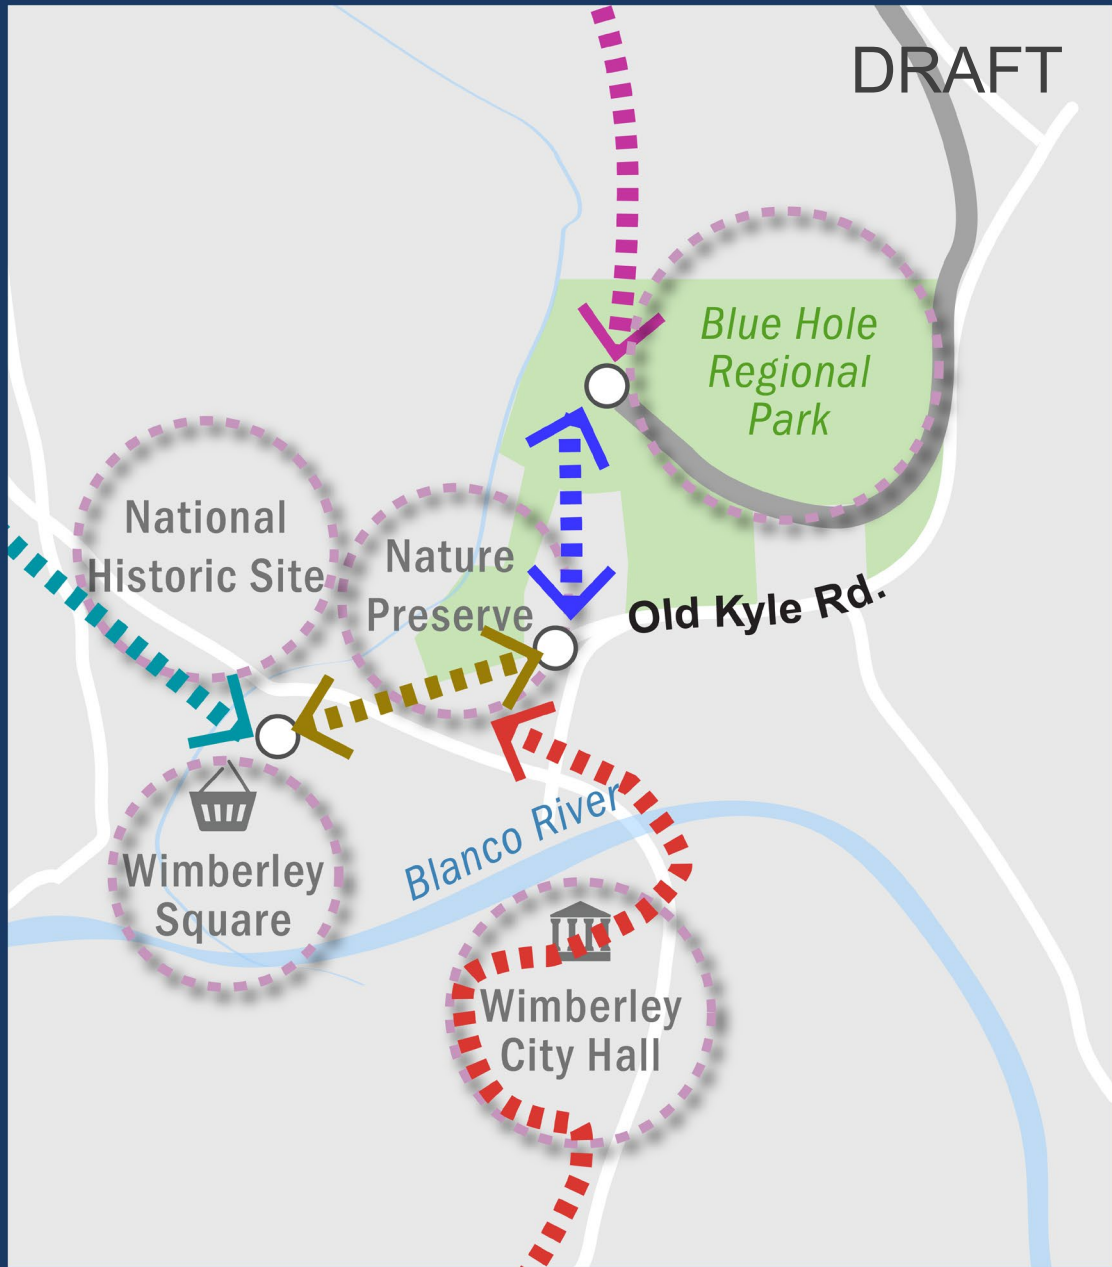 DRAFT
Blue Hole
Regional
Park
National
Historic Site
Nature
Preserve
Old Kyle Rd.
Blanco River
Wimberley
Square
Wimberley
City Hall